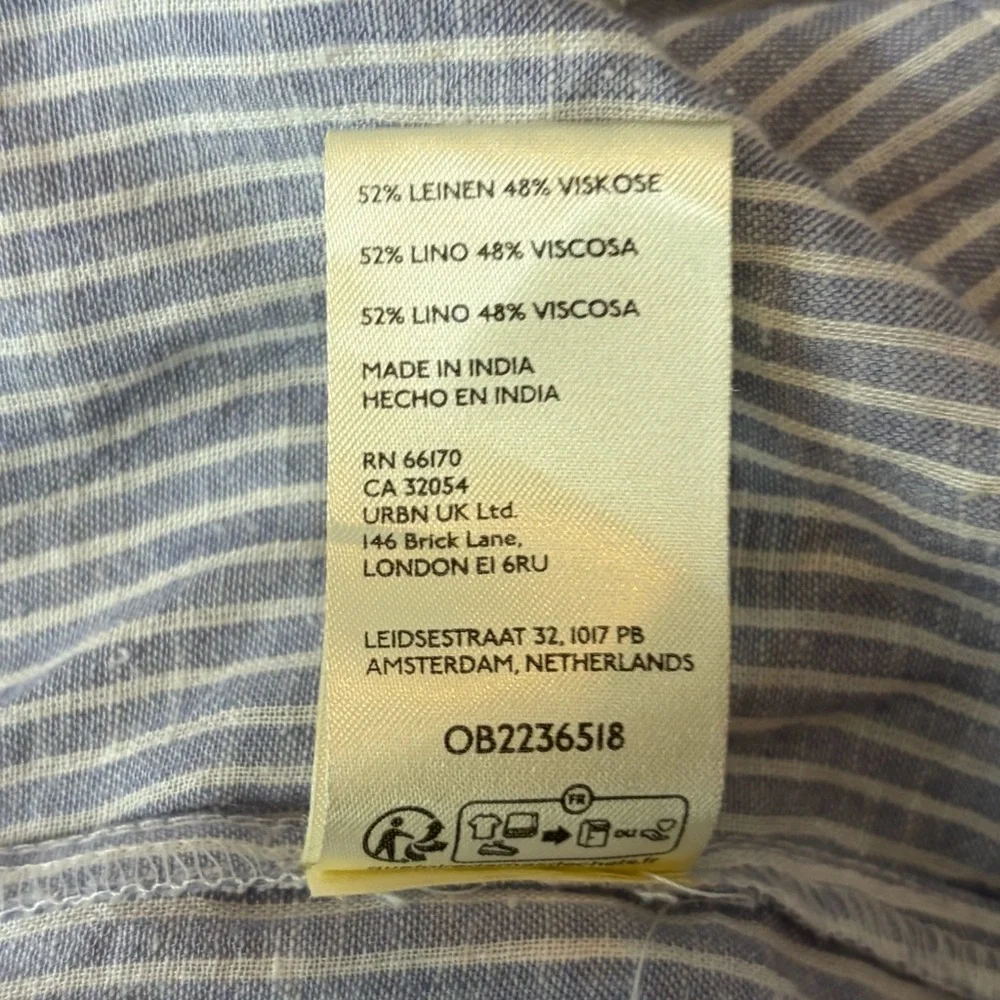 52% LEINEN 48% VISKOSE
52% LINO 48% VISCOSA
52% LINO 48% VISCOSA
MADE IN INDIA
HECHO EN INDIA
RN 66170
CA 32054
URBN UK Ltd.
146 Brick Lane,
LONDON E1 6RU
LEIDSESTRAAT 32, 1017 PB
AMSTERDAM, NETHERLANDS
OB2236518
FR
OU